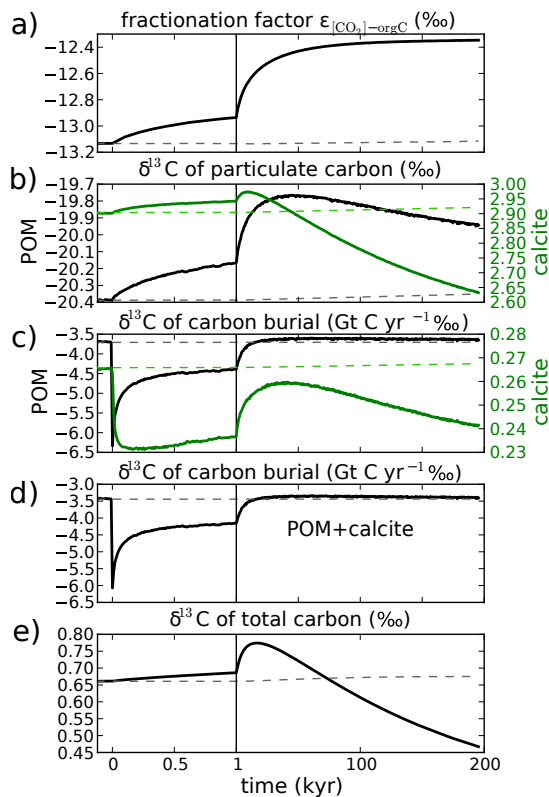 a)
fractionation factor ε[CO₂]−orgC (‰)
−12.4
−12.6
−12.8
−13.0
−13.2
b)
δ¹³C of particulate carbon (‰)
POM
−19.7
−19.8
−20.0
−20.1
−20.3
−20.4
3.00
2.95
2.90
2.85
2.80
2.75
2.70
2.65
2.60
calcite
c)
δ¹³C of carbon burial (Gt C yr⁻¹‰)
POM
−3.5
−4.0
−4.5
−5.0
−5.5
−6.0
−6.5
0.28
0.27
0.26
0.25
0.24
0.23
calcite
d)
δ¹³C of carbon burial (Gt C yr⁻¹‰)
−3.0
−3.5
−4.0
−4.5
−5.0
−5.5
−6.0
−6.5
POM+calcite
e)
δ¹³C of total carbon (‰)
0.80
0.75
0.70
0.65
0.60
0.55
0.50
0.45
0 0.5 1 100 200
time (kyr)